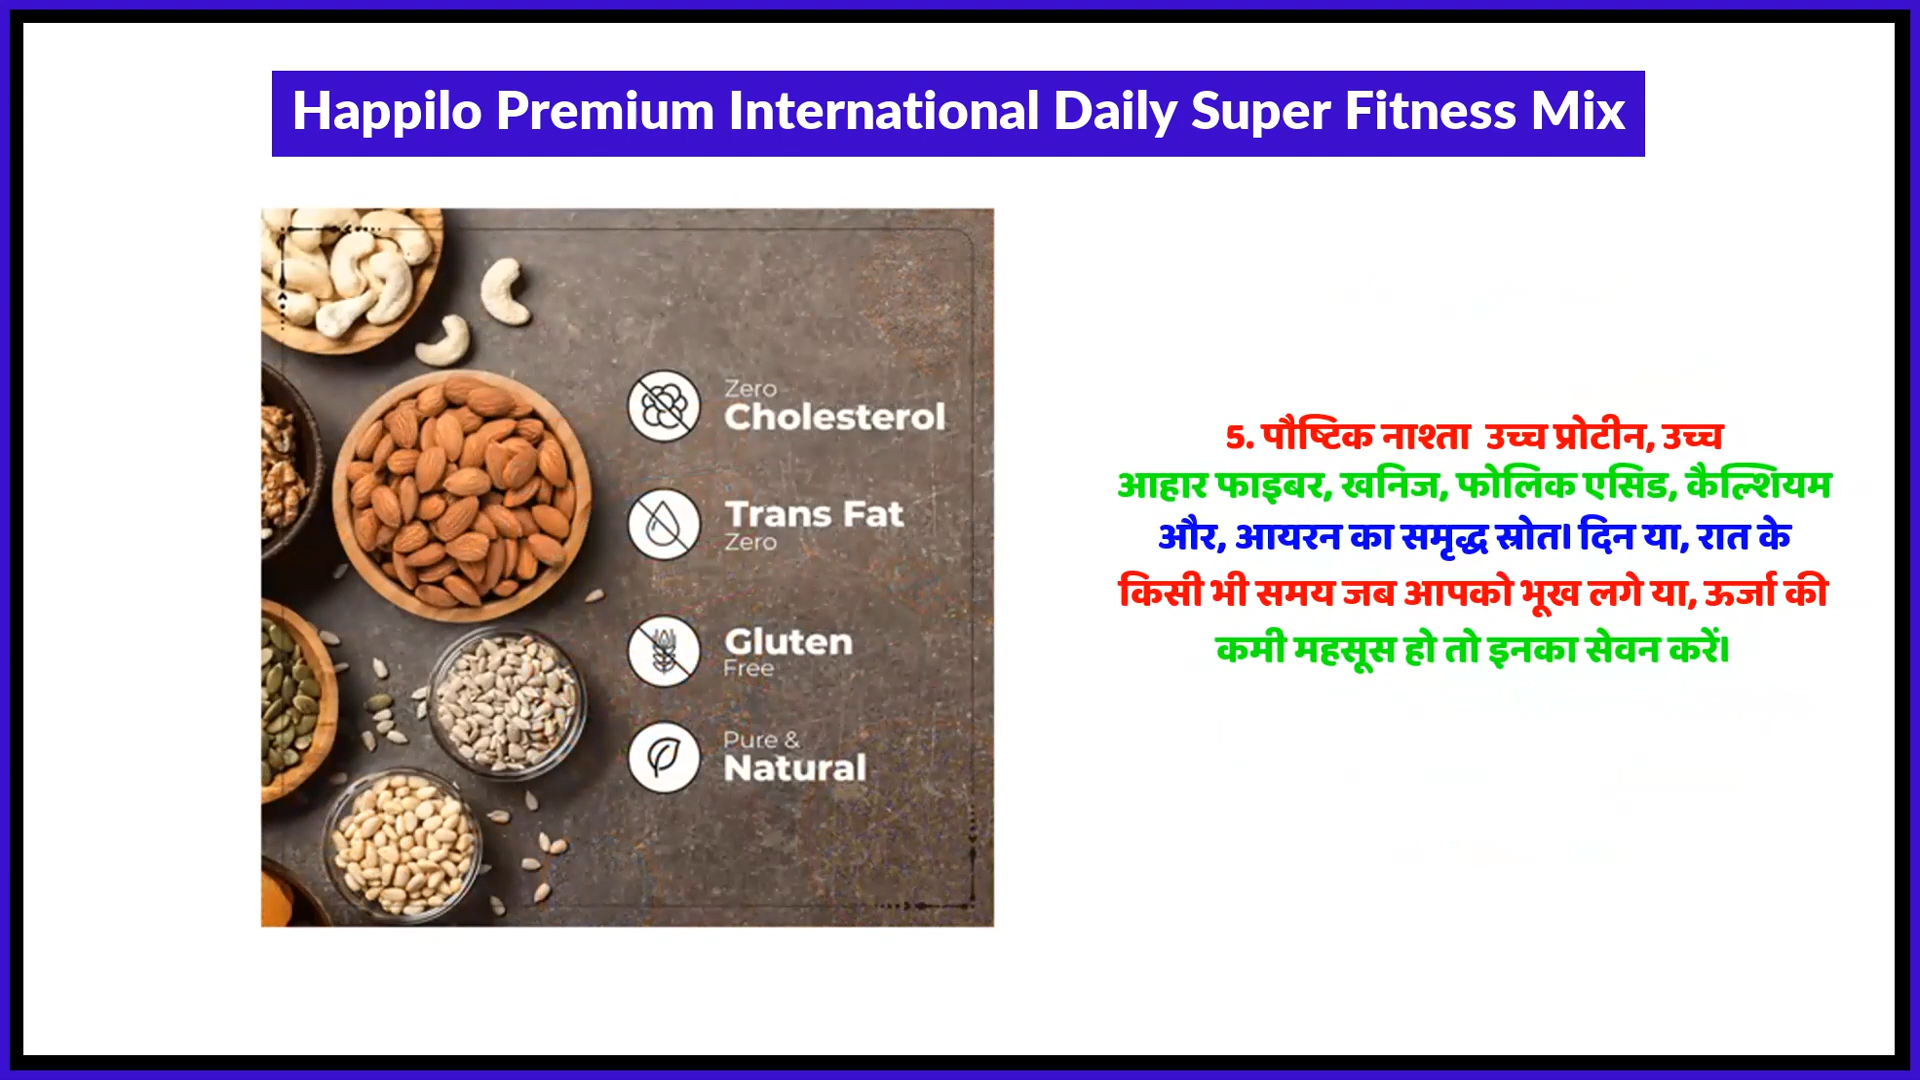 Happilo Premium International Daily Super Fitness Mix
Zero
Cholesterol
Trans Fat
Zero
Gluten
Free
Pure &
Natural
5. पौष्टिक नाश्ता उच्च प्रोटीन, उच्च
आहार फाइबर, खनिज, फोलिक एसिड, कैल्शियम
और, आयरन का समृद्ध स्रोत। दिन या, रात के
किसी भी समय जब आपको भूख लगे या, ऊर्जा की
कमी महसूस हो तो इनका सेवन करें।